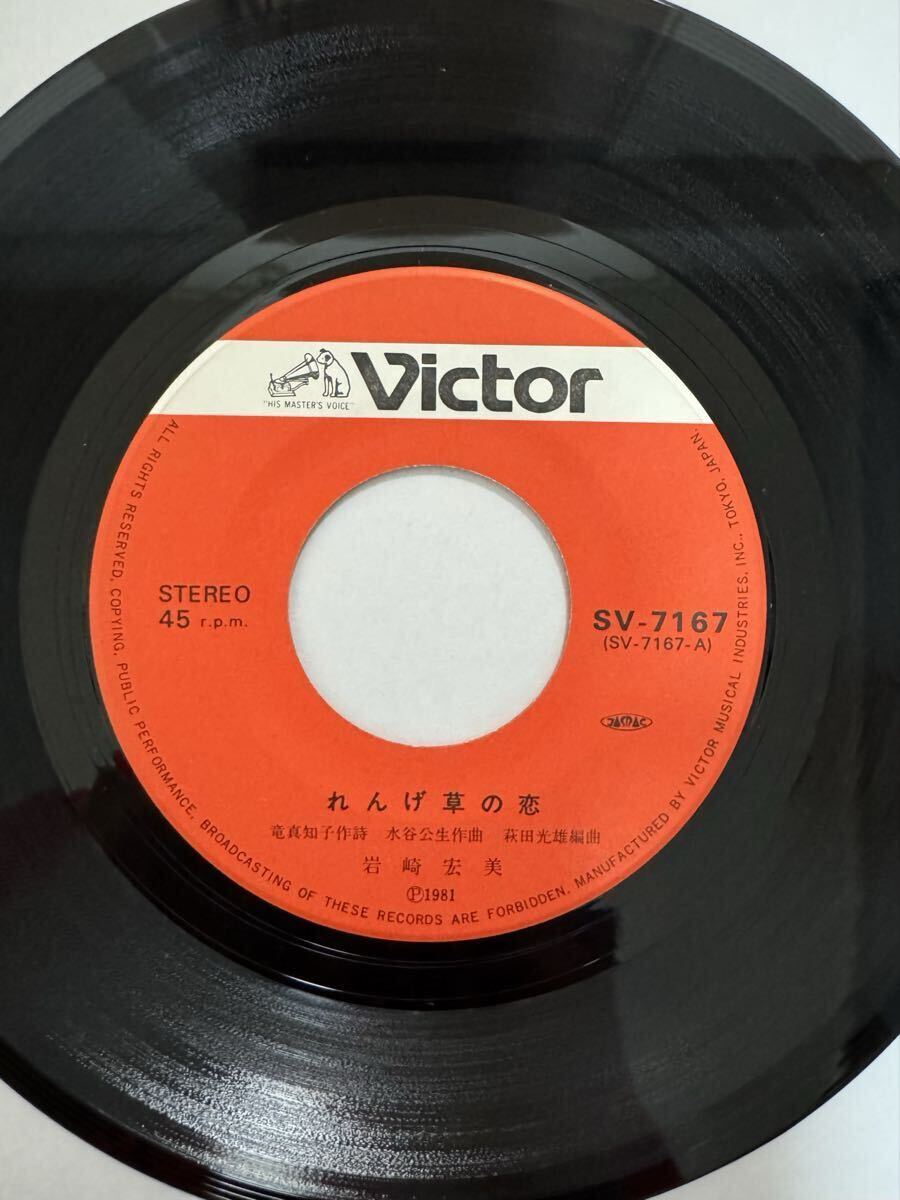 Victor
"HIS MASTER'S VOICE"
STEREO
45 r.p.m.
SV-7167
(SV-7167-A)
JASRAC
れんげ草の恋
竜真知子作詩 水谷公生作曲 萩田光雄編曲
岩崎宏美
Ⓟ1981
ALL RIGHTS RESERVED. COPYING, PUBLIC PERFORMANCE, BROADCASTING OF THESE RECORDS ARE FORBIDDEN. MANUFACTURED BY VICTOR MUSICAL INDUSTRIES, INC., TOKYO, JAPAN.